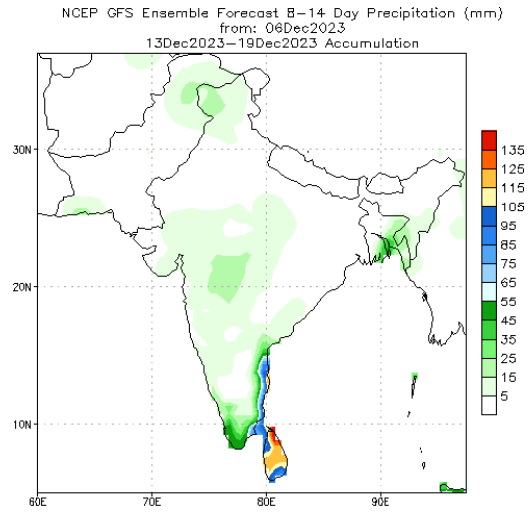 NCEP GFS Ensemble Forecast 8-14 Day Precipitation (mm)
from: 06Dec2023
13Dec2023-19Dec2023 Accumulation
30N
20N
10N
60E
70E
80E
90E
135
125
115
105
95
85
75
65
55
45
35
25
15
5